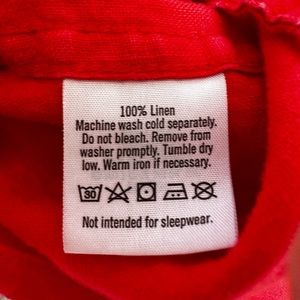 100% Linen
Machine wash cold separately.
Do not bleach. Remove from
washer promptly. Tumble dry
low. Warm iron if necessary.
30
Not intended for sleepwear.